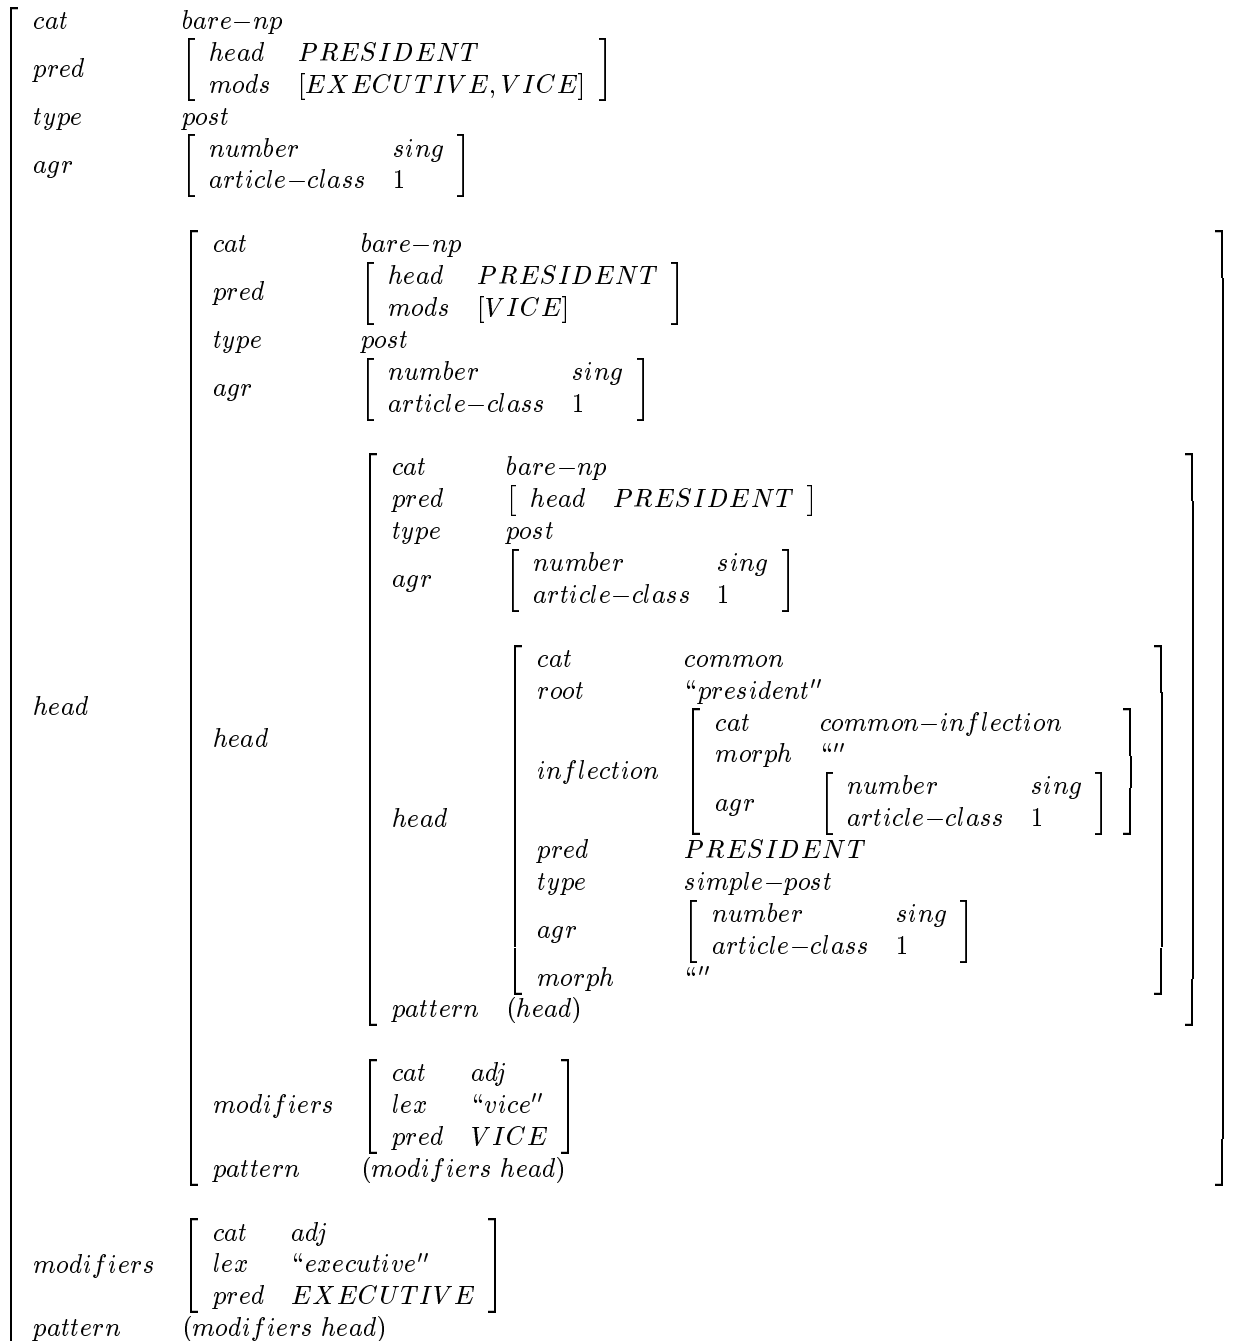 cat bare−np
pred [ head PRESIDENT
mods [EXECUTIVE, VICE] ]
type post
agr [ number sing
article−class 1 ]
cat bare−np
pred [ head PRESIDENT
mods [VICE] ]
type post
agr [ number sing
article−class 1 ]
cat bare−np
pred [ head PRESIDENT ]
type post
agr [ number sing
article−class 1 ]
cat common
root “president″
head
head
head
inflection [ cat common−inflection
morph “″
agr [ number sing
article−class 1 ] ]
pred PRESIDENT
type simple−post
agr [ number sing
article−class 1 ]
morph “″
pattern (head)
modifiers [ cat adj
lex “vice″
pred VICE ]
pattern (modifiers head)
modifiers [ cat adj
lex “executive″
pred EXECUTIVE ]
pattern (modifiers head)